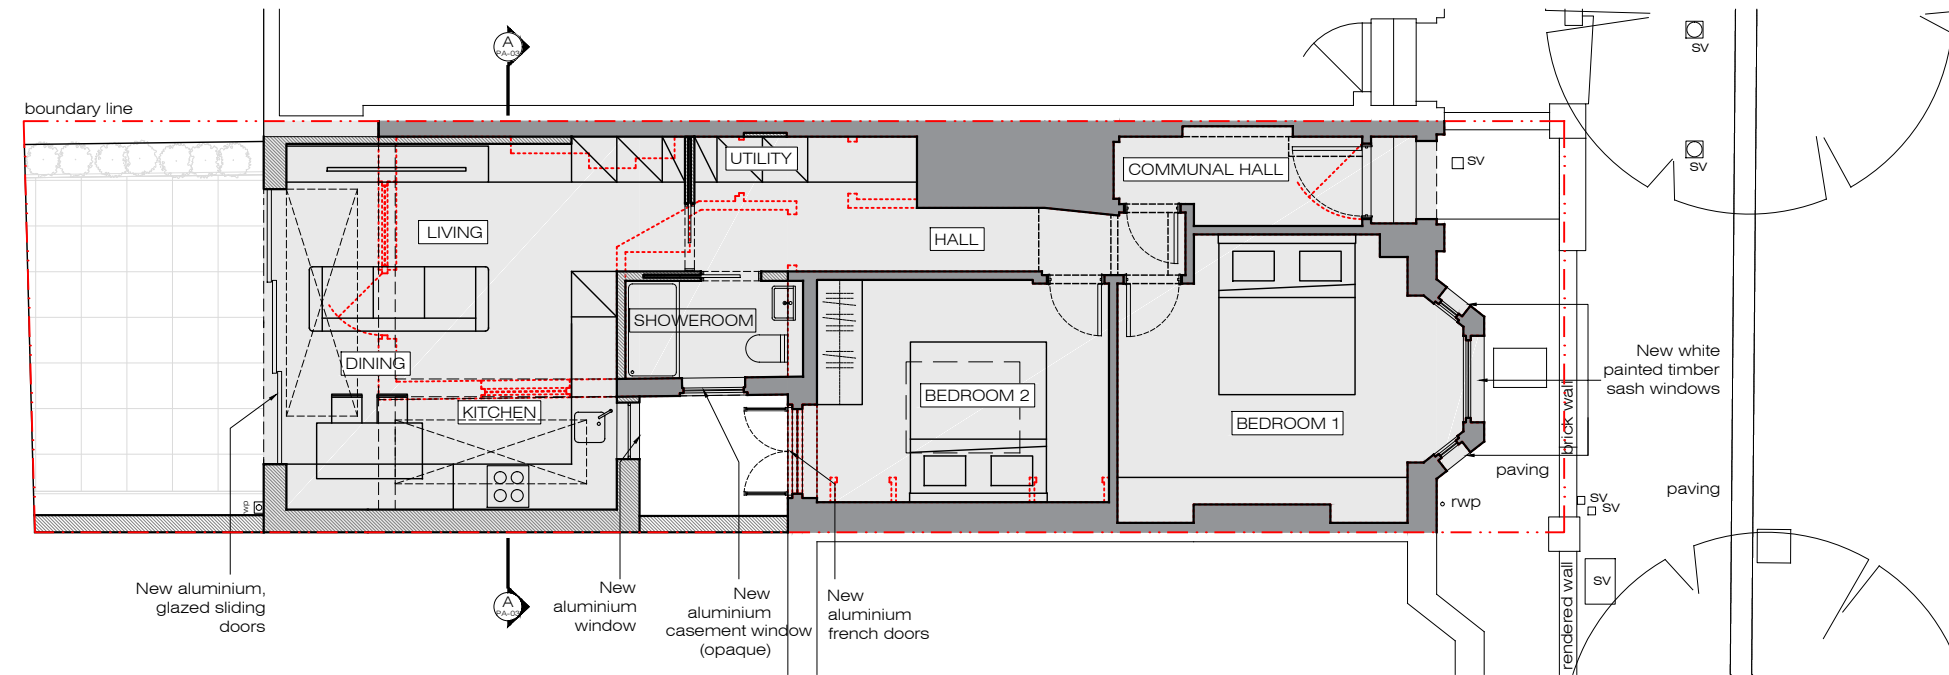 A
PA-03
SV
boundary line
SV
UTILITY
COMMUNAL HALL
SV
LIVING
HALL
SHOWEROOM
DINING
BEDROOM 2
KITCHEN
BEDROOM 1
New white
painted timber
sash windows
brick wall
paving
paving
rwp
rwp
SV
SV
New aluminium,
glazed sliding
doors
A
PA-03
New
aluminium
window
New
aluminium
casement window
(opaque)
New
aluminium
french doors
SV
rendered wall